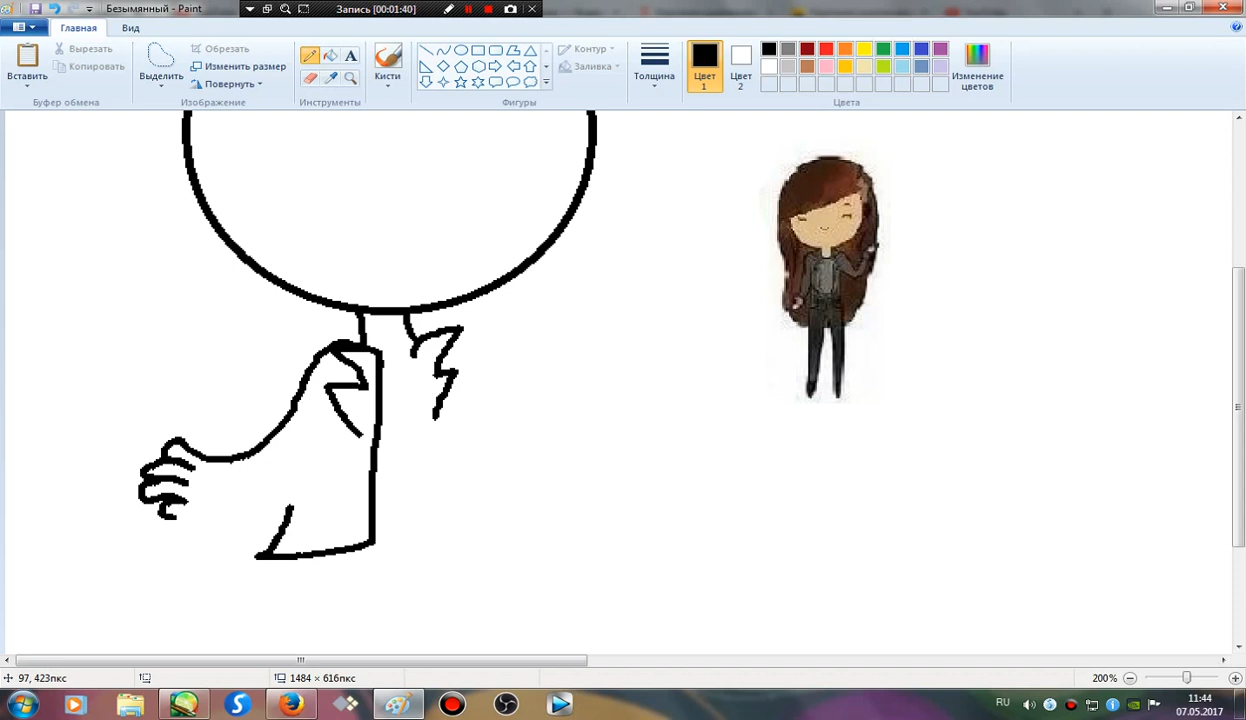 Безымянный - Paint
Запись [00:01:40]
Главная
Вид
Вставить
Вырезать
Копировать
Буфер обмена
Выделить
Обрезать
Изменить размер
Повернуть
Изображение
A
Инструменты
Кисти
Контур
Заливка
Фигуры
Толщина
Цвет 1
Цвет 2
Изменение цветов
Цвета
97, 423пкс
1484 × 616пкс
200%
RU
11:44
07.05.2017